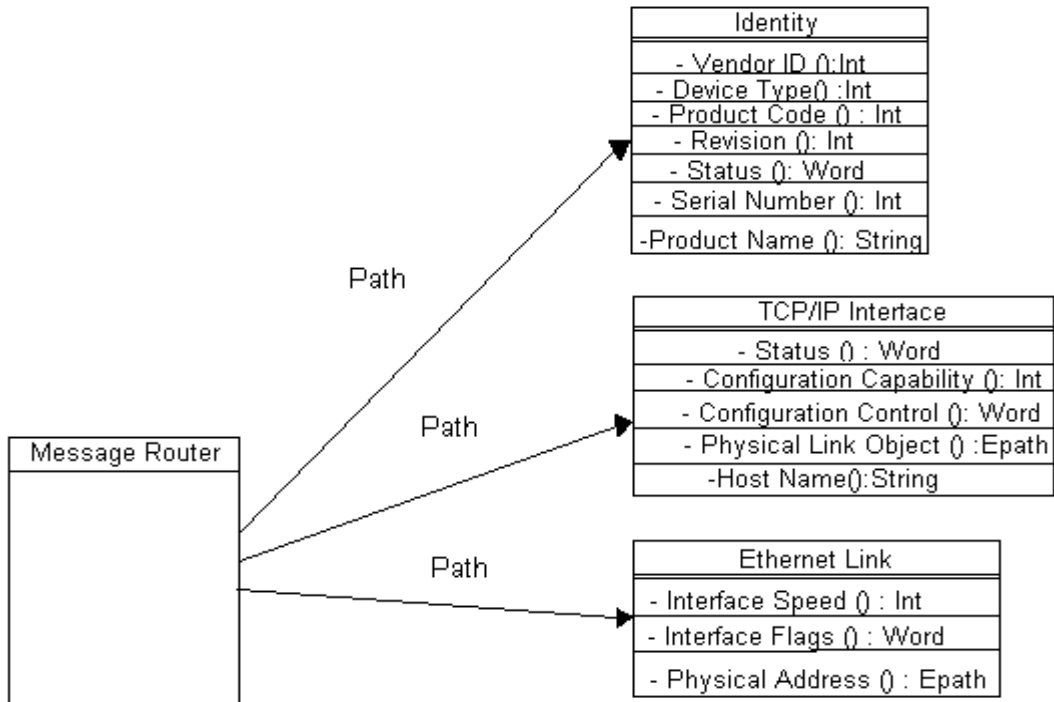 Identity
- Vendor ID ():Int
- Device Type() :Int
- Product Code () : Int
- Revision (): Int
- Status (): Word
- Serial Number (): Int
-Product Name (): String
Path
TCP/IP Interface
- Status () : Word
- Configuration Capability (): Int
- Configuration Control (): Word
- Physical Link Object () :Epath
-Host Name():String
Path
Message Router
Path
Ethernet Link
- Interface Speed () : Int
- Interface Flags () : Word
- Physical Address () : Epath